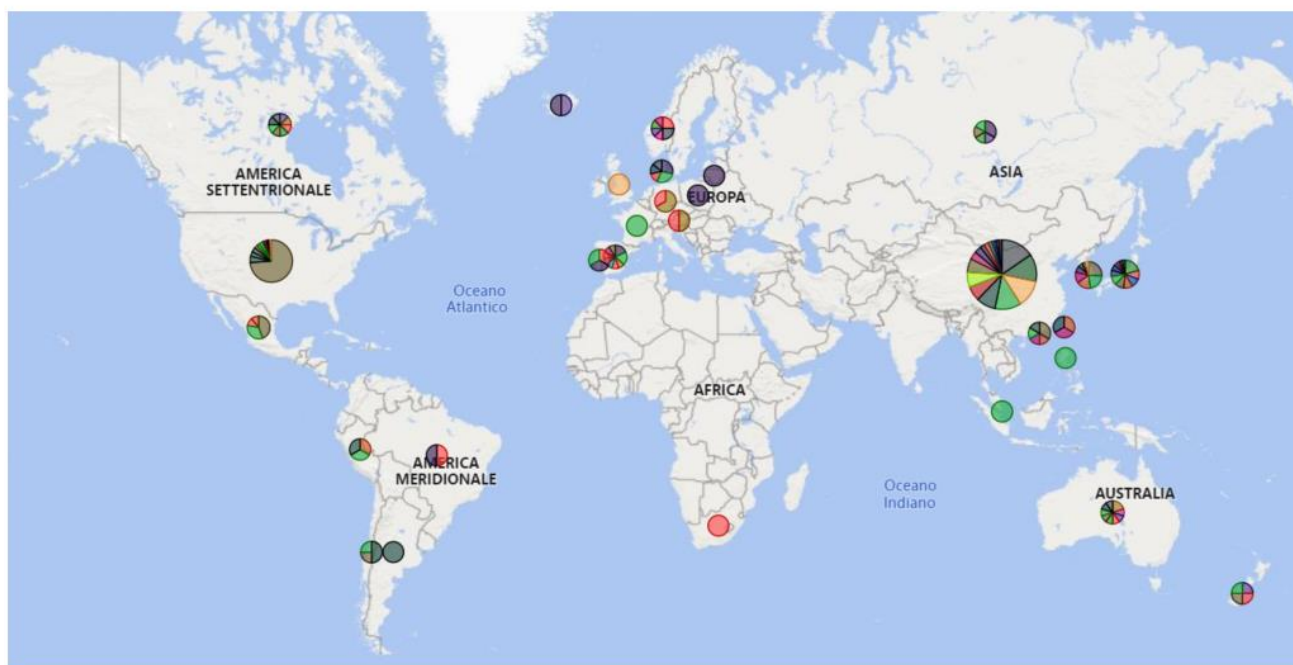 AMERICA
SETTENTRIONALE
ASIA
EUROPA
Oceano
Atlantico
AFRICA
AMERICA
MERIDIONALE
Oceano
Indiano
AUSTRALIA